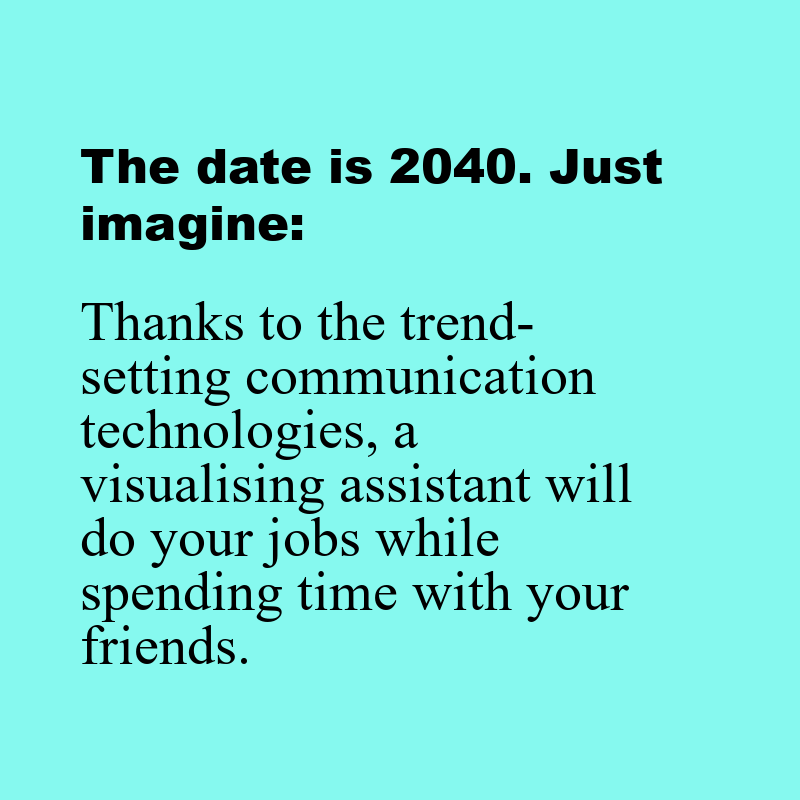 The date is 2040. Just
imagine:
Thanks to the trend-
setting communication
technologies, a
visualising assistant will
do your jobs while
spending time with your
friends.